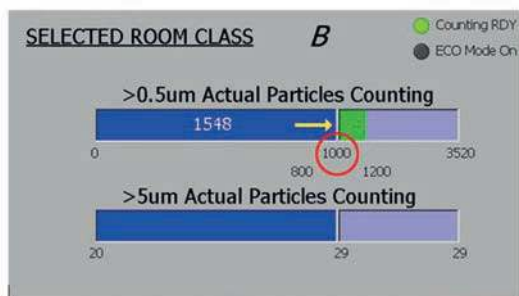 SELECTED ROOM CLASS B
Counting RDY
ECO Mode On
>0.5um Actual Particles Counting
1548
0 1000 3520
800 1200
>5um Actual Particles Counting
20 29 29